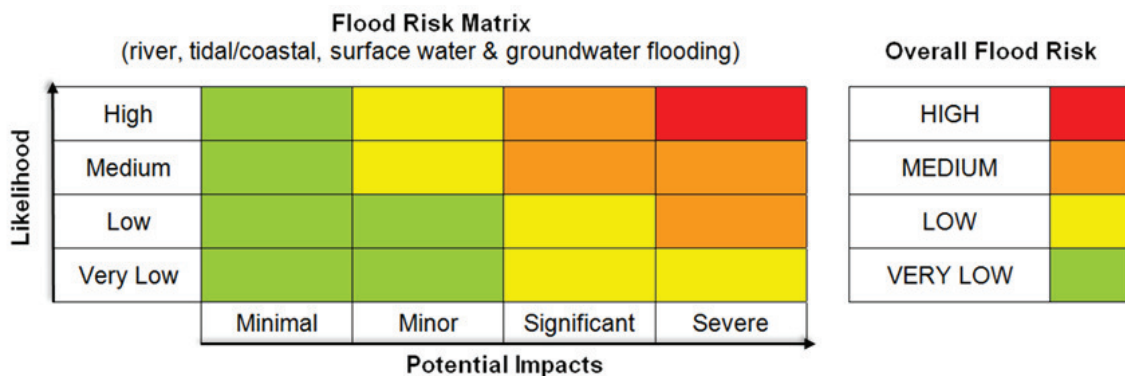 Flood Risk Matrix
(river, tidal/coastal, surface water & groundwater flooding)
Overall Flood Risk
Likelihood
High
Medium
Low
Very Low
Minimal Minor Significant Severe
Potential Impacts
HIGH
MEDIUM
LOW
VERY LOW